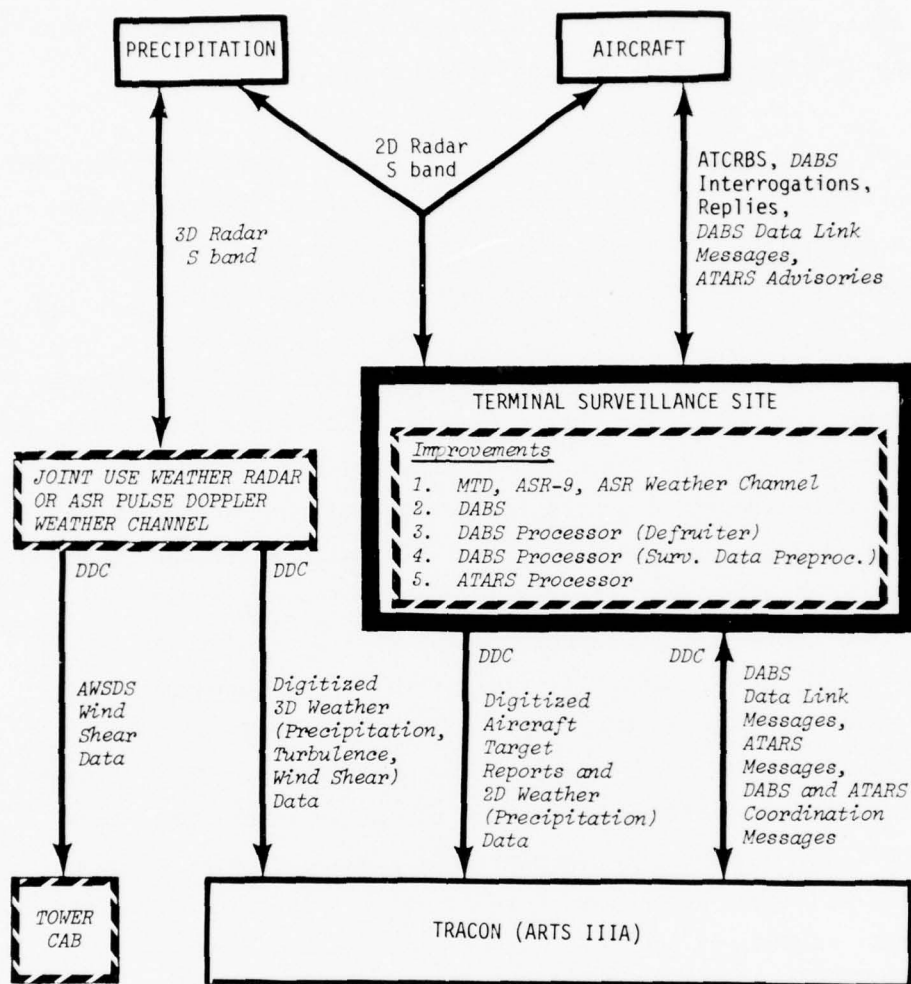 PRECIPITATION
AIRCRAFT
2D Radar
S band
ATCRBS, DABS
Interrogations,
Replies,
DABS Data Link
Messages,
ATARS Advisories
3D Radar
S band
TERMINAL SURVEILLANCE SITE
Improvements
1. MTD, ASR-9, ASR Weather Channel
2. DABS
3. DABS Processor (Defruiter)
4. DABS Processor (Surv. Data Preproc.)
5. ATARS Processor
JOINT USE WEATHER RADAR
OR ASR PULSE DOPPLER
WEATHER CHANNEL
DDC
DDC
DDC
DDC
AWSDS
Wind
Shear
Data
Digitized
3D Weather
(Precipitation,
Turbulence,
Wind Shear)
Data
Digitized
Aircraft
Target
Reports and
2D Weather
(Precipitation)
Data
DABS
Data Link
Messages,
ATARS
Messages,
DABS and ATARS
Coordination
Messages
TOWER
CAB
TRACON (ARTS IIIA)